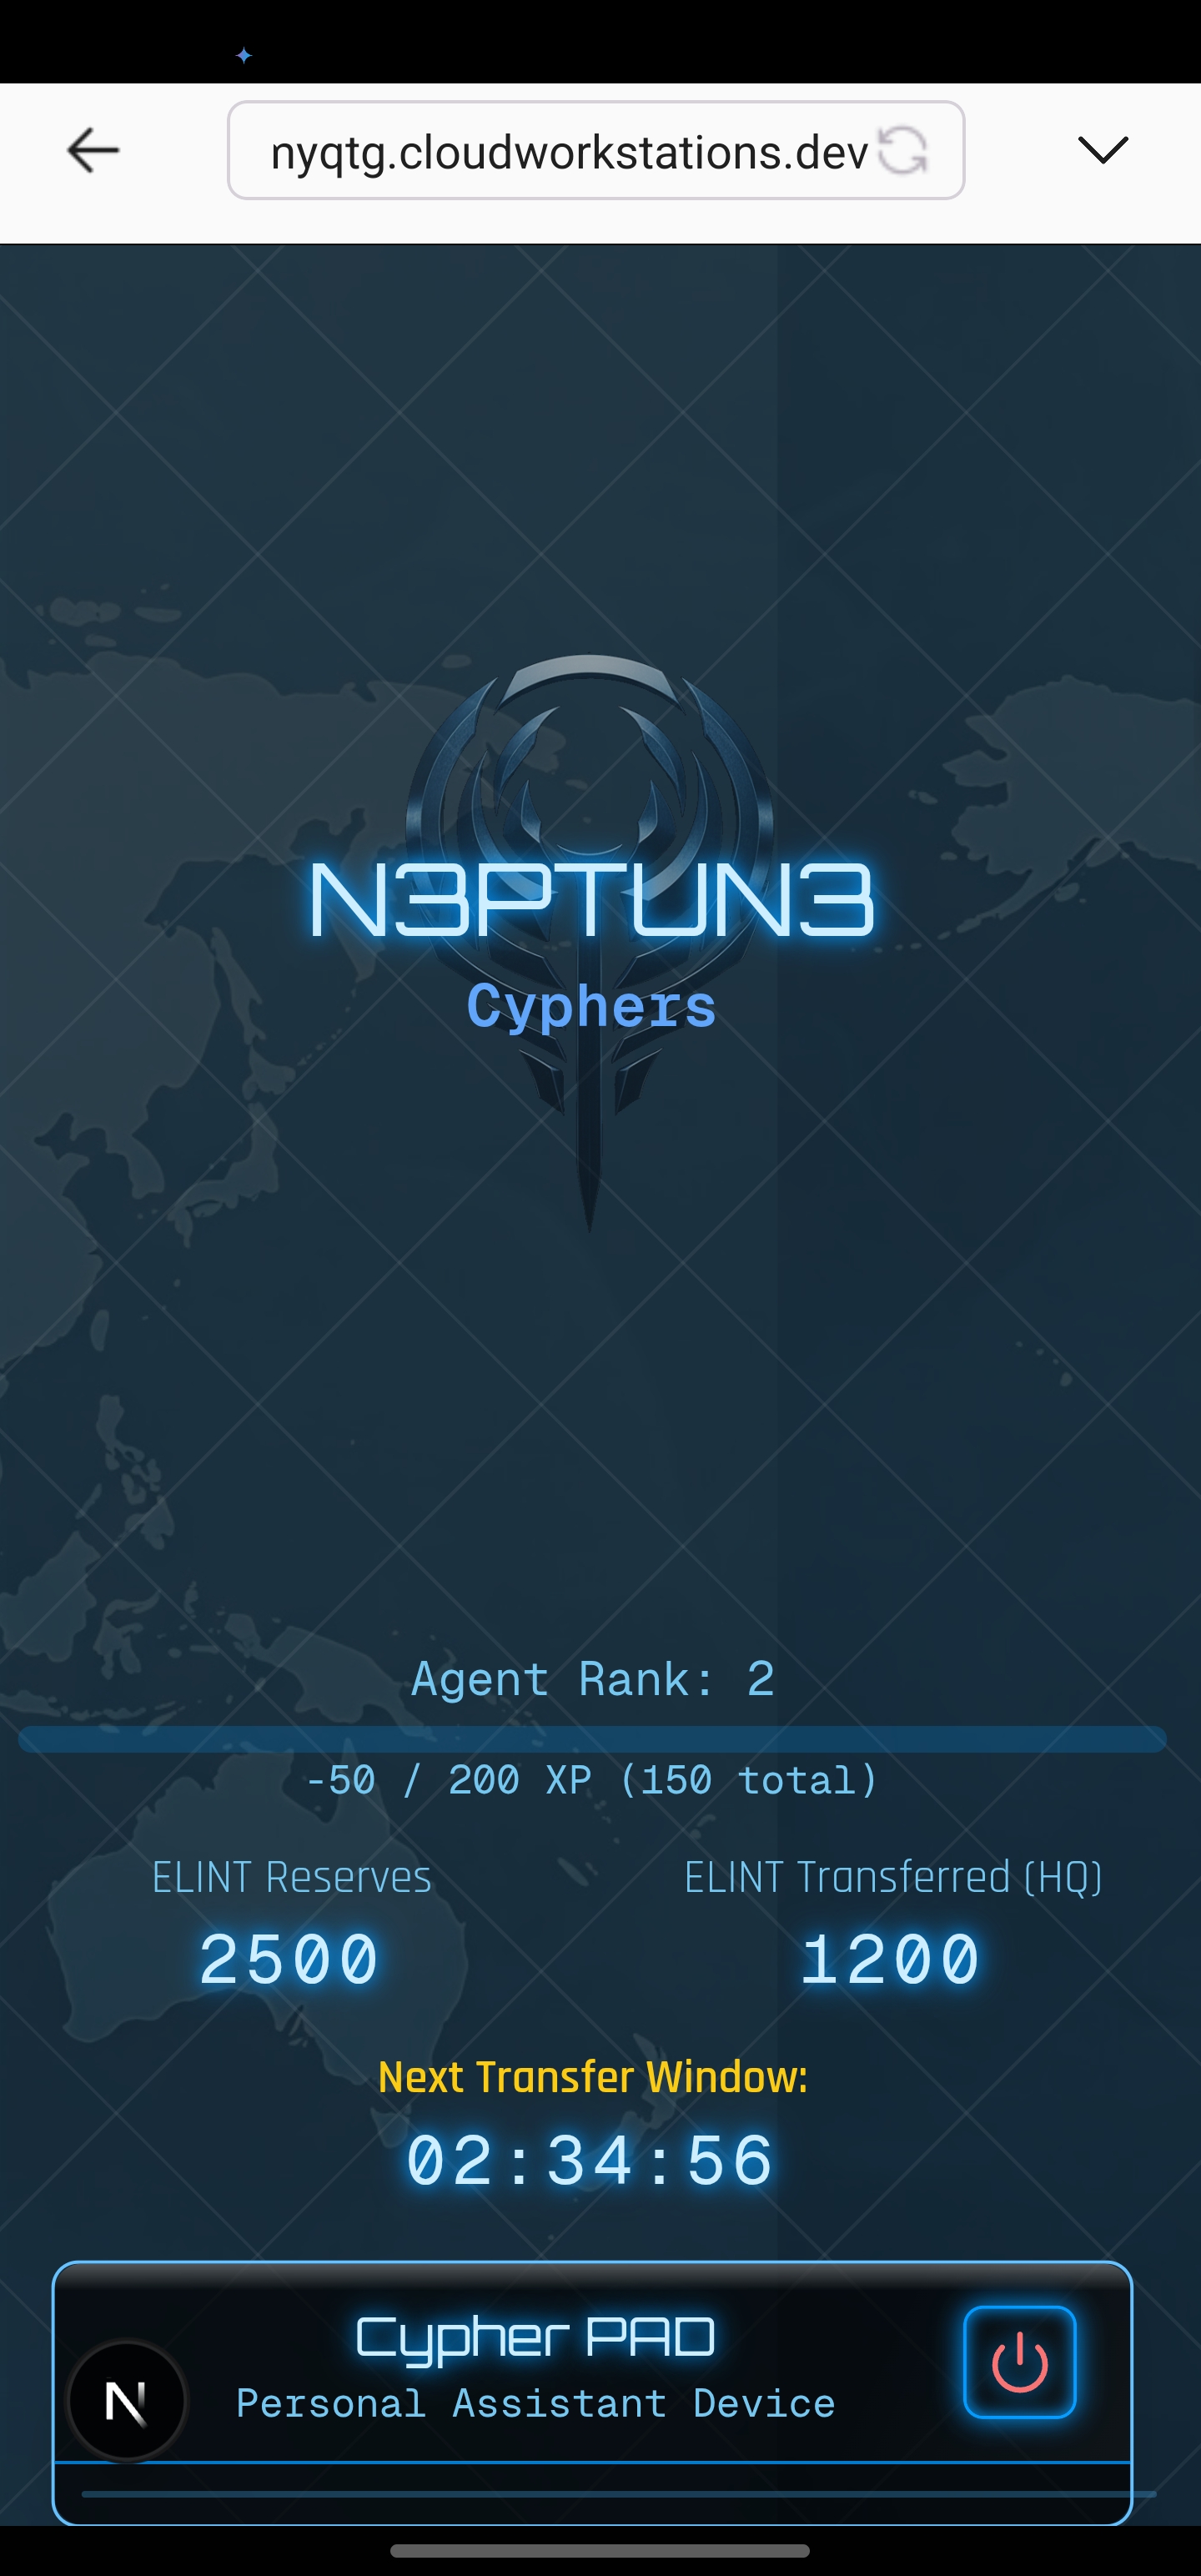 nyqtg.cloudworkstations.dev
N3PTUN3
Cyphers
Agent Rank: 2
-50 / 200 XP (150 total)
ELINT Reserves
ELINT Transferred (HQ)
2500
1200
Next Transfer Window:
02:34:56
Cypher PAD
N
Personal Assistant Device